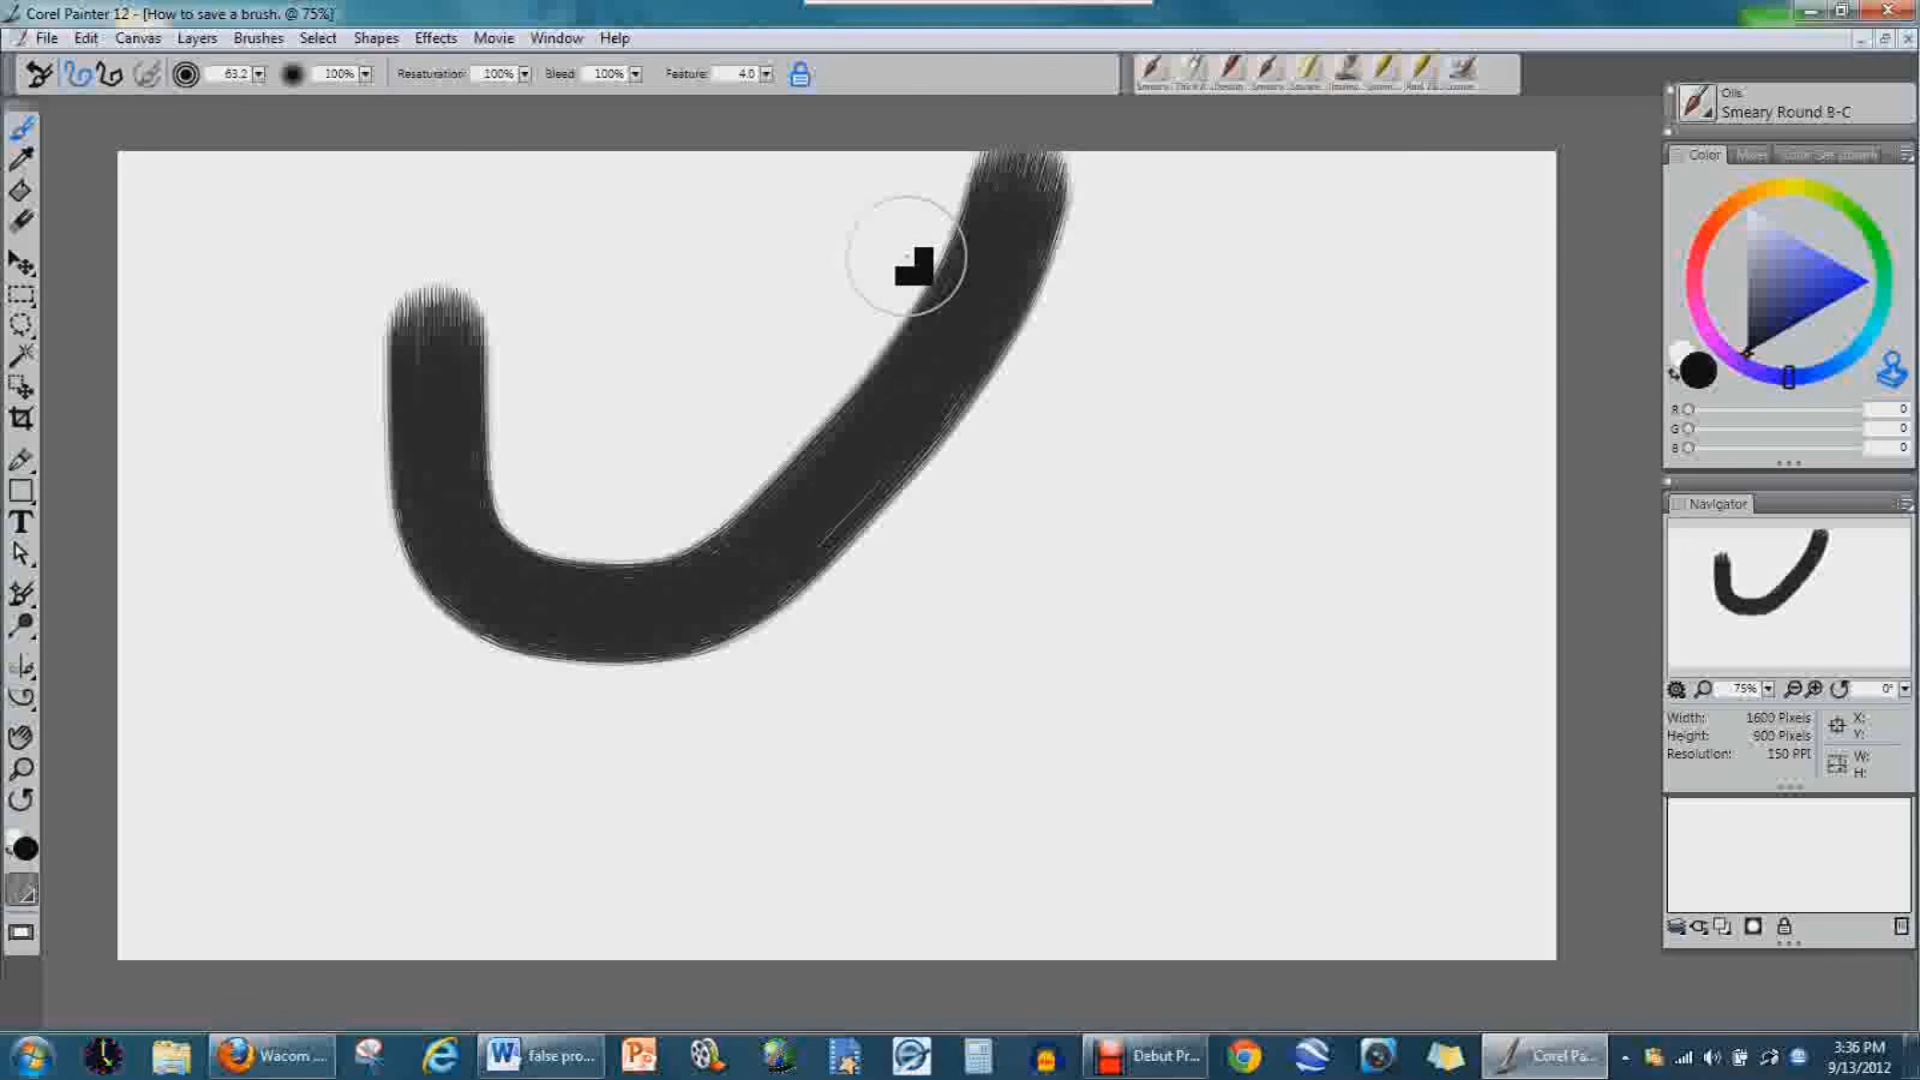 Corel Painter 12 - [How to save a brush. @ 75%]
File Edit Canvas Layers Brushes Select Shapes Effects Movie Window Help
63.2 100% Resaturation: 100% Bleed: 100% Feature: 4.0
Oils
Smeary Round B-C
Color
R 0
G 0
B 0
Navigator
75% 0°
Width: 1600 Pixels X:
Height: 900 Pixels Y:
Resolution: 150 PPI W:
H:
T
Wacom ... false pro... Debut Pr... Corel Pa...
3:36 PM
9/13/2012